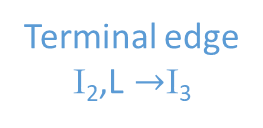 Terminal edge
I₂,L →I₃